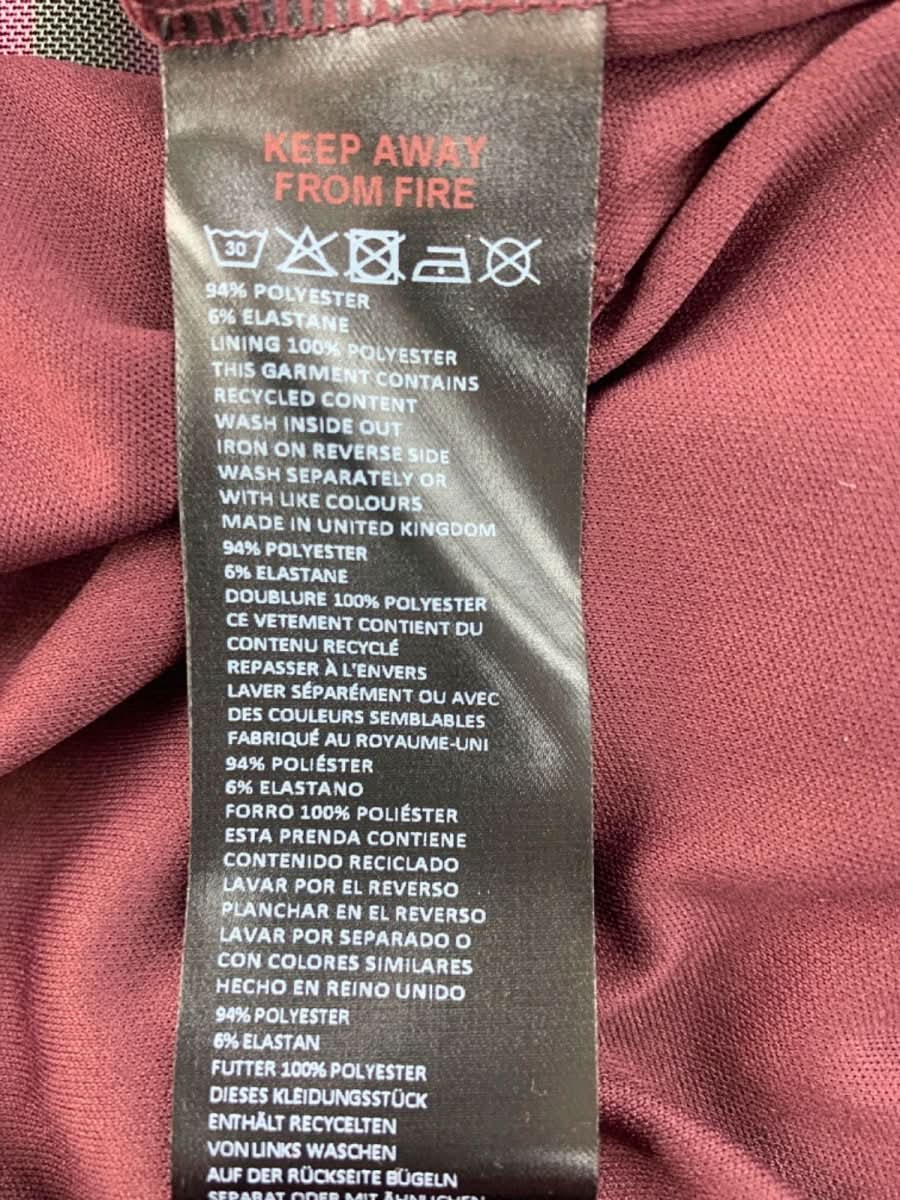 KEEP AWAY
FROM FIRE
30
94% POLYESTER
6% ELASTANE
LINING 100% POLYESTER
THIS GARMENT CONTAINS
RECYCLED CONTENT
WASH INSIDE OUT
IRON ON REVERSE SIDE
WASH SEPARATELY OR
WITH LIKE COLOURS
MADE IN UNITED KINGDOM
94% POLYESTER
6% ELASTANE
DOUBLURE 100% POLYESTER
CE VETEMENT CONTIENT DU
CONTENU RECYCLÉ
REPASSER À L'ENVERS
LAVER SÉPARÉMENT OU AVEC
DES COULEURS SEMBLABLES
FABRIQUÉ AU ROYAUME-UNI
94% POLIÉSTER
6% ELASTANO
FORRO 100% POLIÉSTER
ESTA PRENDA CONTIENE
CONTENIDO RECICLADO
LAVAR POR EL REVERSO
PLANCHAR EN EL REVERSO
LAVAR POR SEPARADO O
CON COLORES SIMILARES
HECHO EN REINO UNIDO
94% POLYESTER
6% ELASTAN
FUTTER 100% POLYESTER
DIESES KLEIDUNGSSTÜCK
ENTHÄLT RECYCELTEN
VON LINKS WASCHEN
AUF DER RÜCKSEITE BÜGELN
SEPARAT ODER MIT ÄHNLICHEN